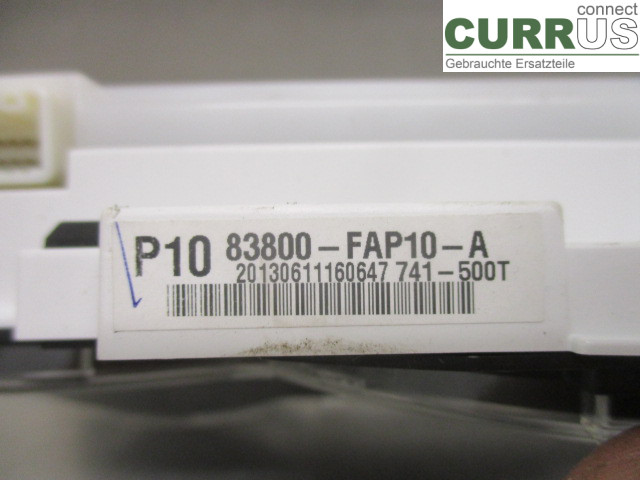 connect
CURRUS
Gebrauchte Ersatzteile
P10 83800-FAP10-A
20130611160647 741-500T